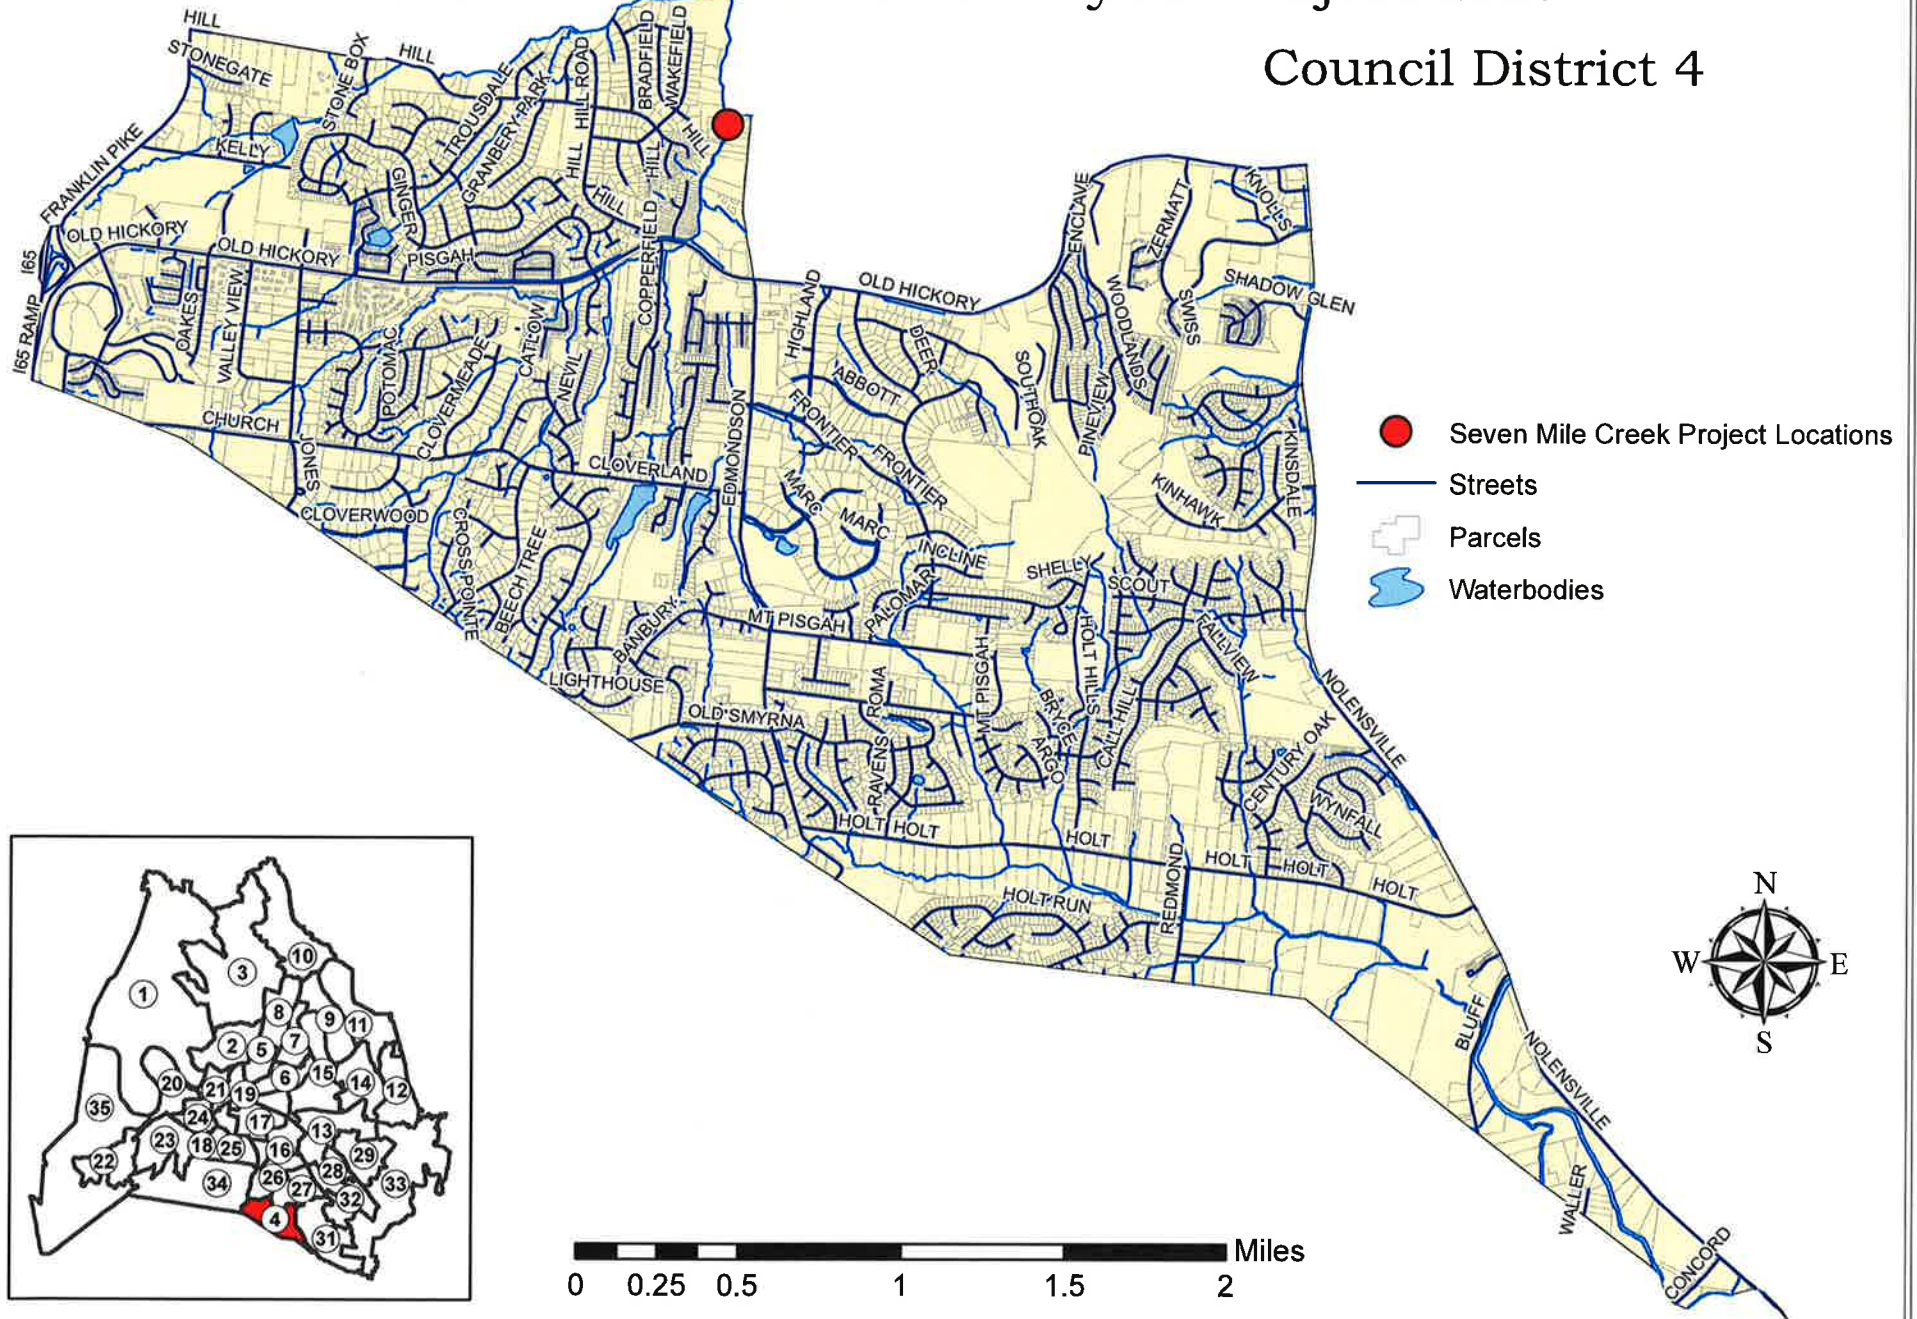 Council District 4
HILL
STONEGATE
STONE BOX
HILL
TROUSDALE
GRANBERY PARK
HILL ROAD
BRADFIELD
WAKEFIELD
HILL
KELLY
FRANKLIN PIKE
GINGER
HILL
HILL
HILL
OLD HICKORY
OLD HICKORY
PISGAH
COPPERFIELD
I65
I65 RAMP
OAKES
VALLEY VIEW
POTOMAC
CLOVERMEADE
CATLOW
NEVIL
HIGHLAND
OLD HICKORY
ENCLAVE
ZERMATT
KNOLLS
SHADOW GLEN
SWISS
WOODLANDS
DEER
ABBOTT
SOUTHOAK
PINEVIEW
CHURCH
JONES
CLOVERLAND
EDMONDSON
FRONTIER
FRONTIER
MARC
MARC
KINHAWK
KINSDALE
CLOVERWOOD
CROSS POINTE
BEECH TREE
INCLINE
SHELLY
SCOUT
PALOMAR
BANBURY
MT PISGAH
LIGHTHOUSE
MT PISGAH
HOLT HILLS
FALLVIEW
NOLENSVILLE
OLD SMYRNA
ROMA
RAVENS
BRYCE
ARGO
CALL HILL
CENTURY OAK
WYNFALL
HOLT
HOLT
HOLT
REDMOND
HOLT
HOLT
HOLT
HOLT RUN
BLUFF
NOLENSVILLE
WALLER
CONCORD
Seven Mile Creek Project Locations
Streets
Parcels
Waterbodies
N
W
E
S
1
3
10
8
9
11
2
5
7
6
15
14
12
20
21
19
35
24
17
13
23
18
25
16
29
22
34
26
27
28
32
33
4
31
Miles
0
0.25
0.5
1
1.5
2